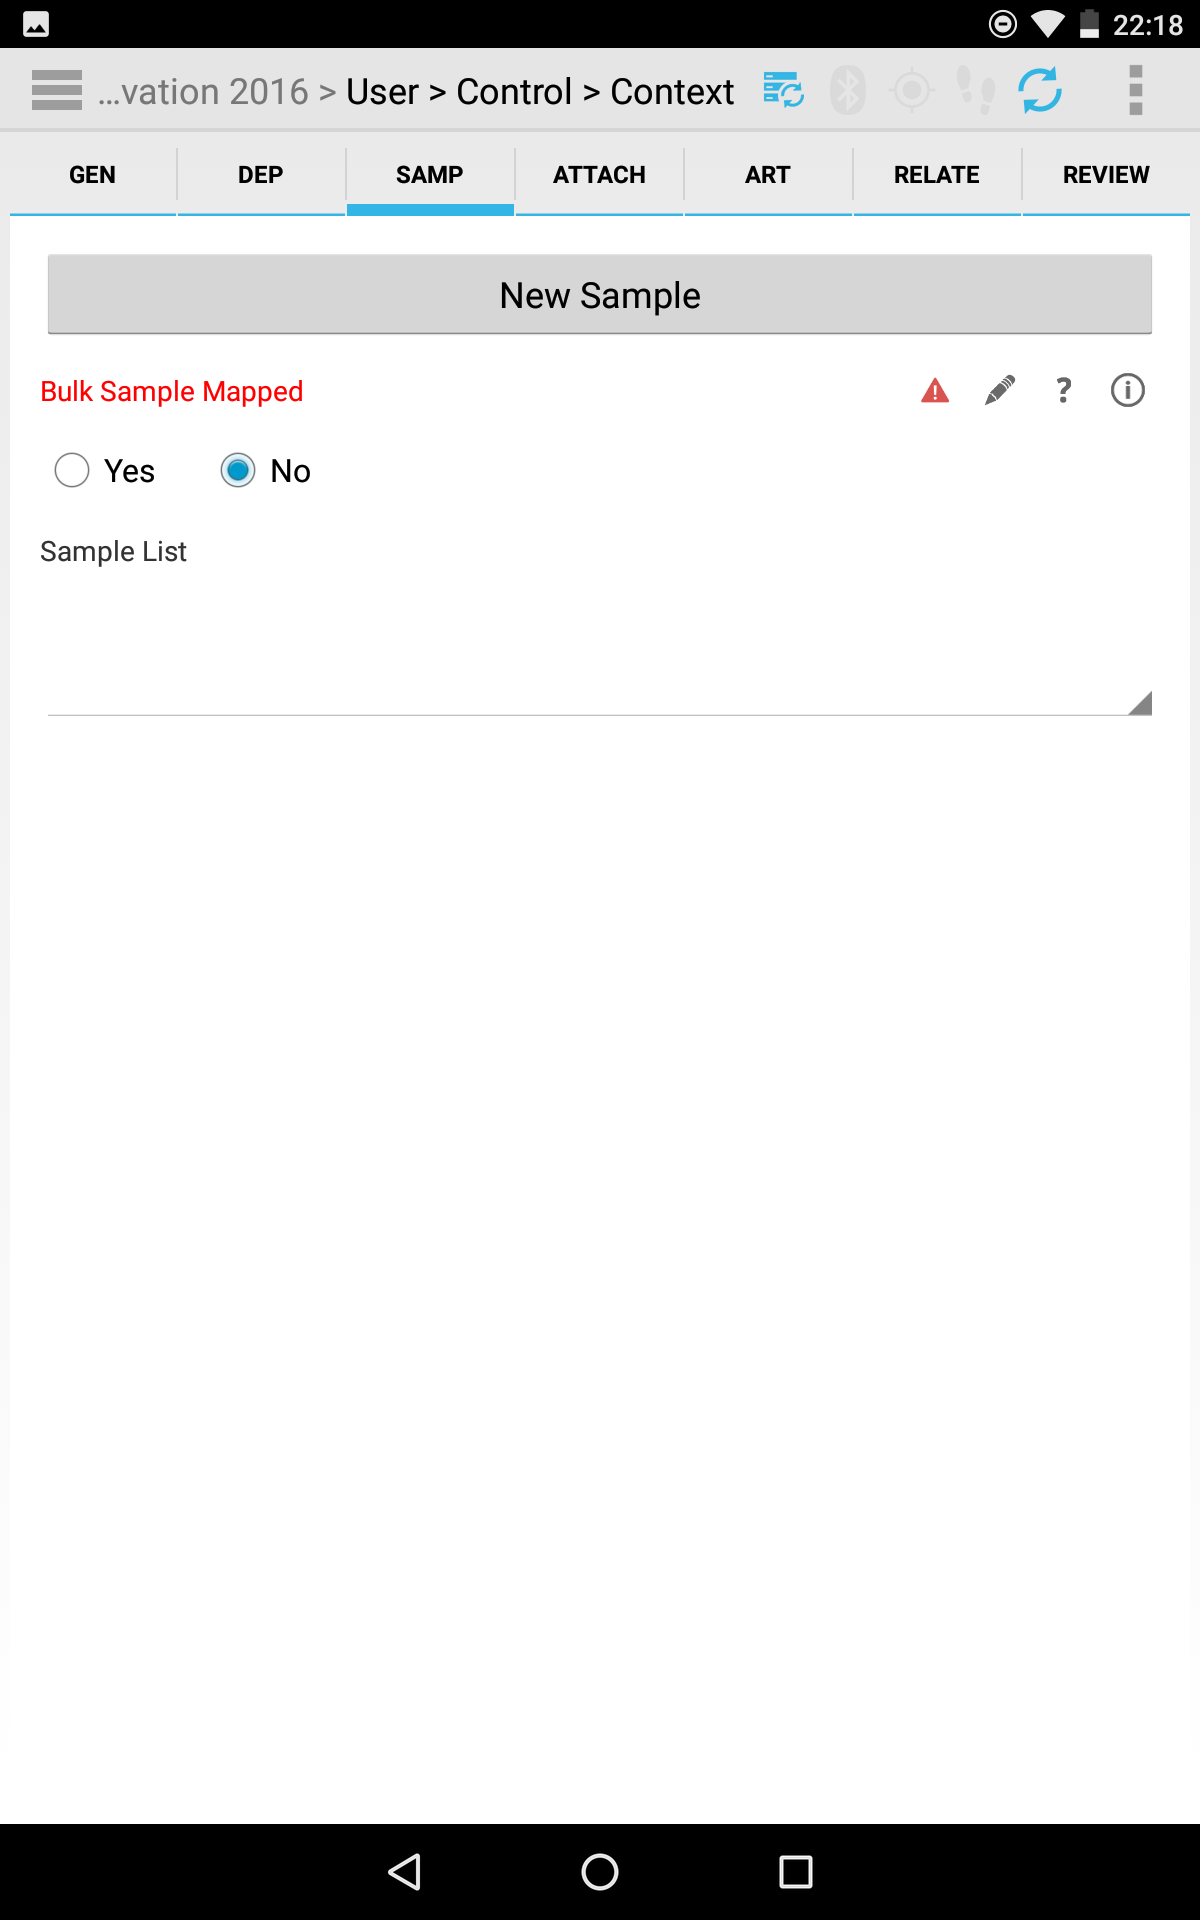 22:18
...vation 2016 > User > Control > Context
GEN DEP SAMP ATTACH ART RELATE REVIEW
New Sample
Bulk Sample Mapped ?
Yes No
Sample List